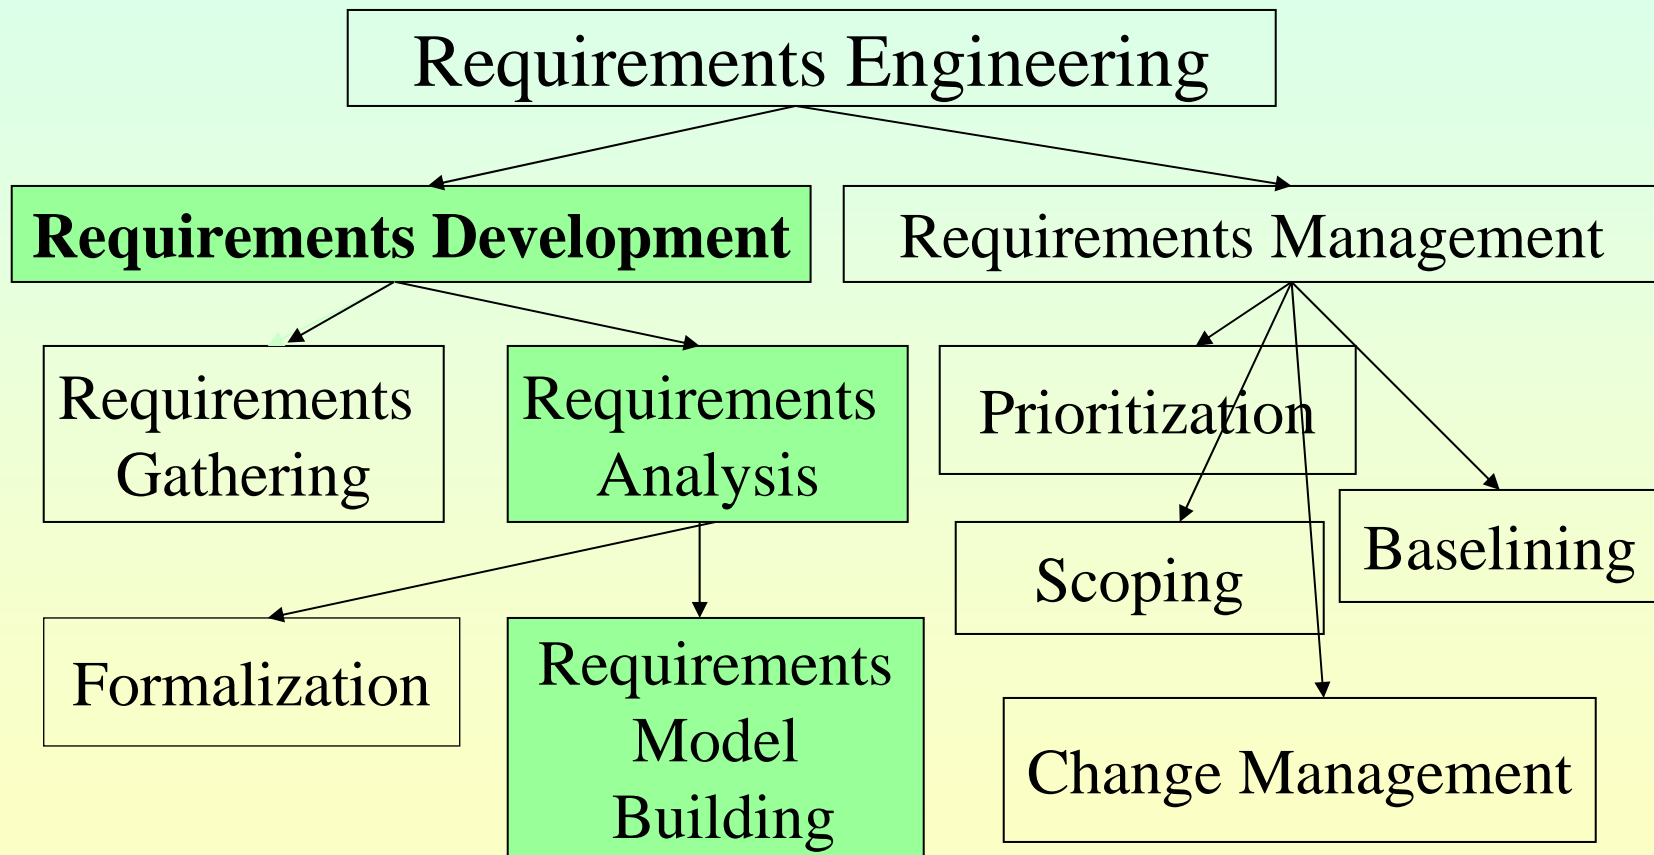 Requirements Engineering
Requirements Development
Requirements Management
Requirements
Gathering
Requirements
Analysis
Prioritization
Scoping
Baselining
Formalization
Requirements
Model
Building
Change Management